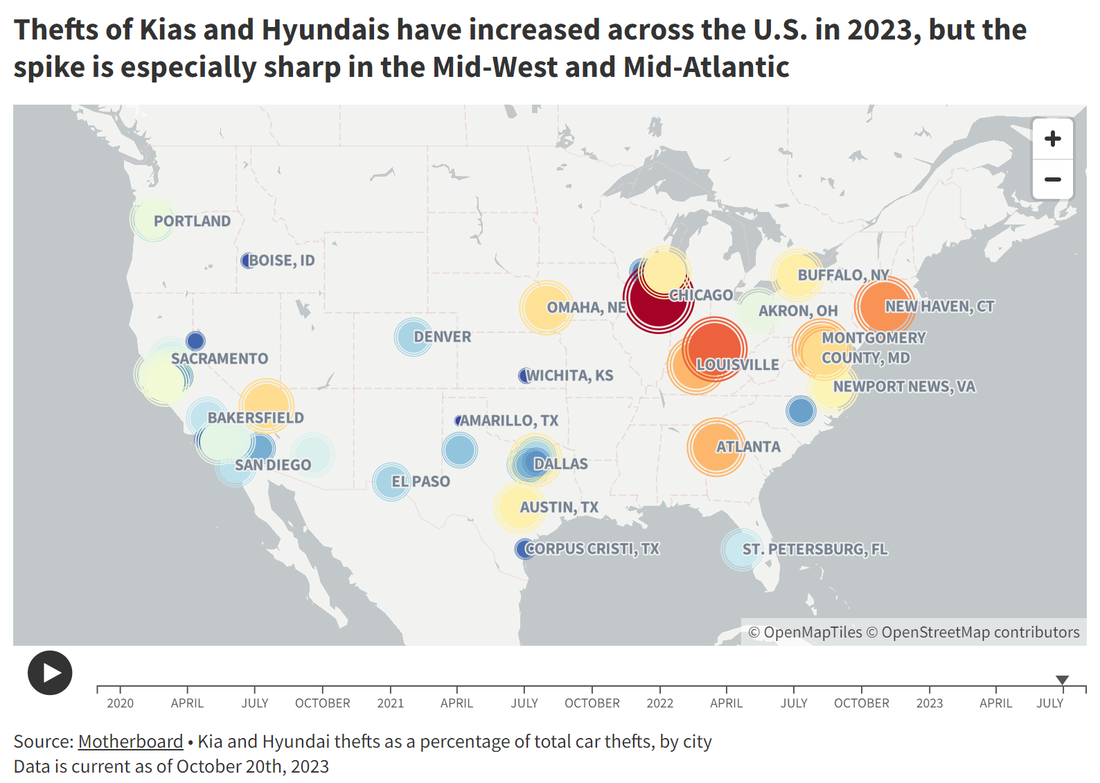 Thefts of Kias and Hyundais have increased across the U.S. in 2023, but the
spike is especially sharp in the Mid-West and Mid-Atlantic
+
−
PORTLAND
BOISE, ID
BUFFALO, NY
CHICAGO
OMAHA, NE
NEW HAVEN, CT
AKRON, OH
DENVER
MONTGOMERY
COUNTY, MD
SACRAMENTO
LOUISVILLE
WICHITA, KS
NEWPORT NEWS, VA
BAKERSFIELD
AMARILLO, TX
ATLANTA
SAN DIEGO
DALLAS
EL PASO
AUSTIN, TX
CORPUS CRISTI, TX
ST. PETERSBURG, FL
© OpenMapTiles © OpenStreetMap contributors
2020 APRIL JULY OCTOBER 2021 APRIL JULY OCTOBER 2022 APRIL JULY OCTOBER 2023 APRIL JULY
Source: Motherboard • Kia and Hyundai thefts as a percentage of total car thefts, by city
Data is current as of October 20th, 2023